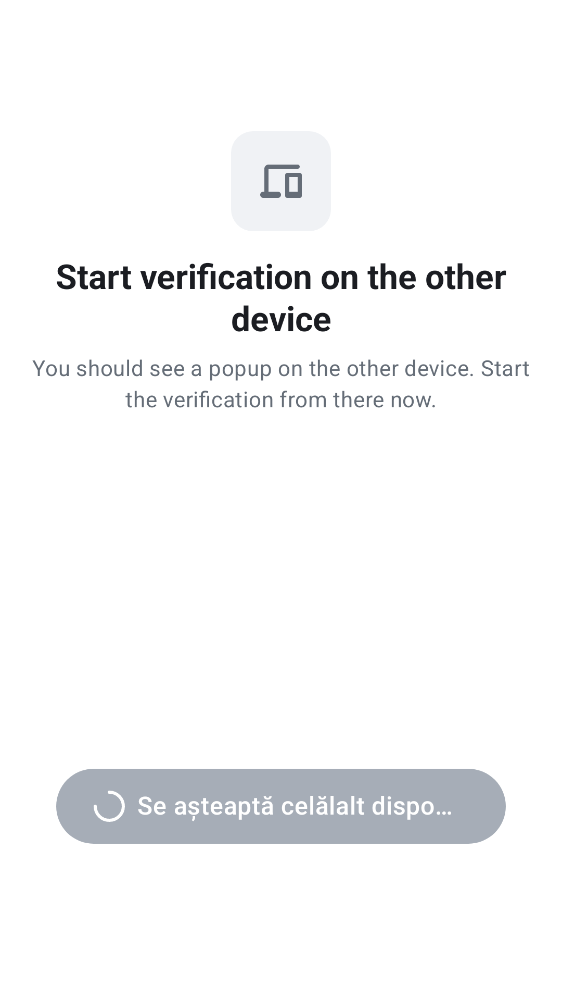 Start verification on the other
device
You should see a popup on the other device. Start
the verification from there now.
Se așteaptă celălalt dispo…